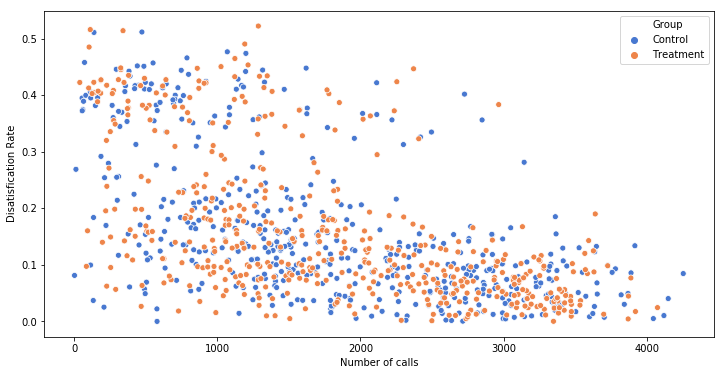 Group
Control
Treatment
Disatisfication Rate
0.5
0.4
0.3
0.2
0.1
0.0
0
1000
2000
3000
4000
Number of calls